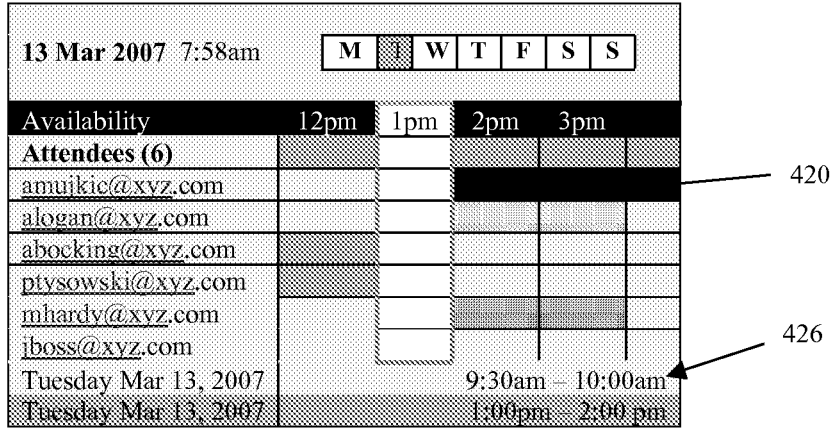 13 Mar 2007 7:58am M T W T F S S
Availability 12pm 1pm 2pm 3pm
Attendees (6)
amujkic@xyz.com 420
alogan@xyz.com
abocking@xyz.com
ptysowski@xyz.com
mhardy@xyz.com
jboss@xyz.com 426
Tuesday Mar 13, 2007 9:30am – 10:00am
Tuesday Mar 13, 2007 1:00pm – 2:00 pm